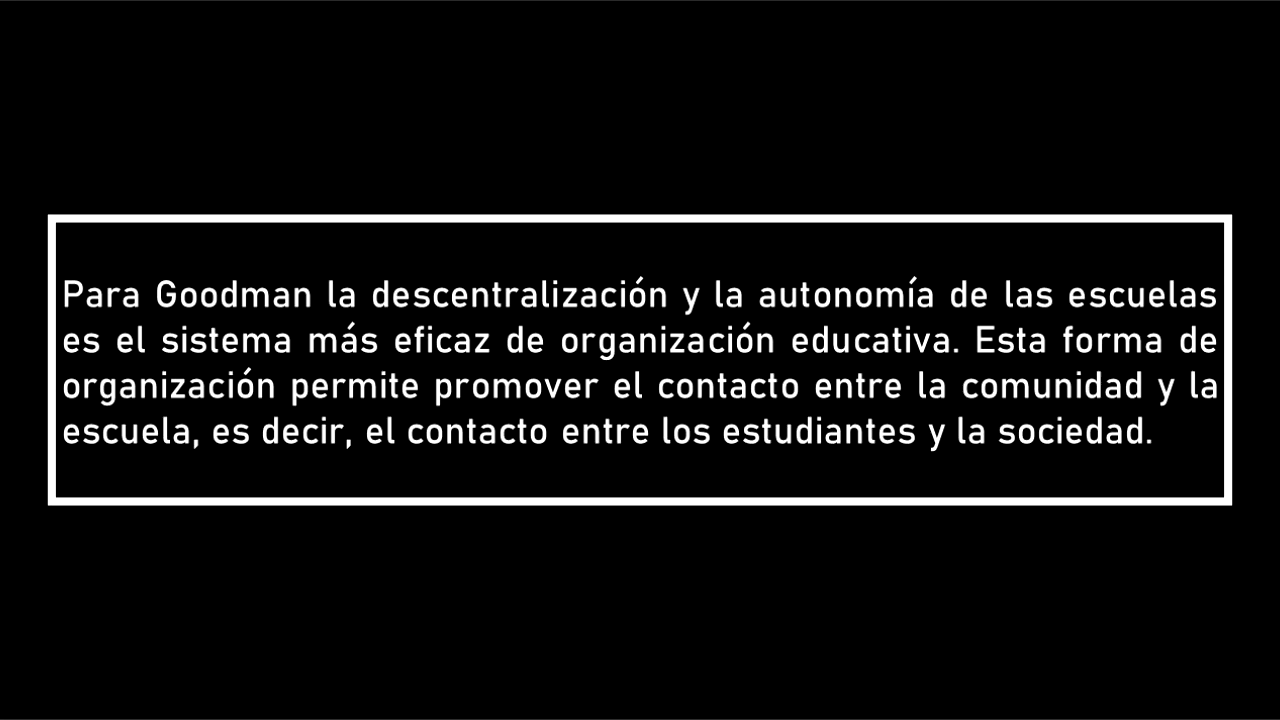 Para Goodman la descentralización y la autonomía de las escuelas
es el sistema más eficaz de organización educativa. Esta forma de
organización permite promover el contacto entre la comunidad y la
escuela, es decir, el contacto entre los estudiantes y la sociedad.